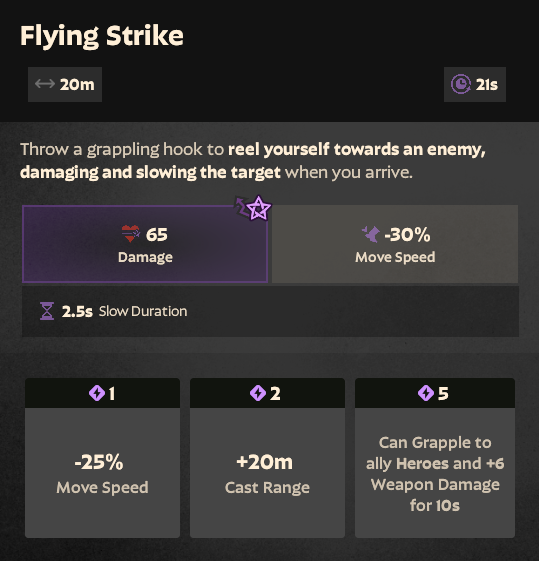 Flying Strike
20m
21s
Throw a grappling hook to reel yourself towards an enemy,
damaging and slowing the target when you arrive.
65
Damage
-30%
Move Speed
2.5s Slow Duration
1
-25%
Move Speed
2
+20m
Cast Range
5
Can Grapple to
ally Heroes and +6
Weapon Damage
for 10s